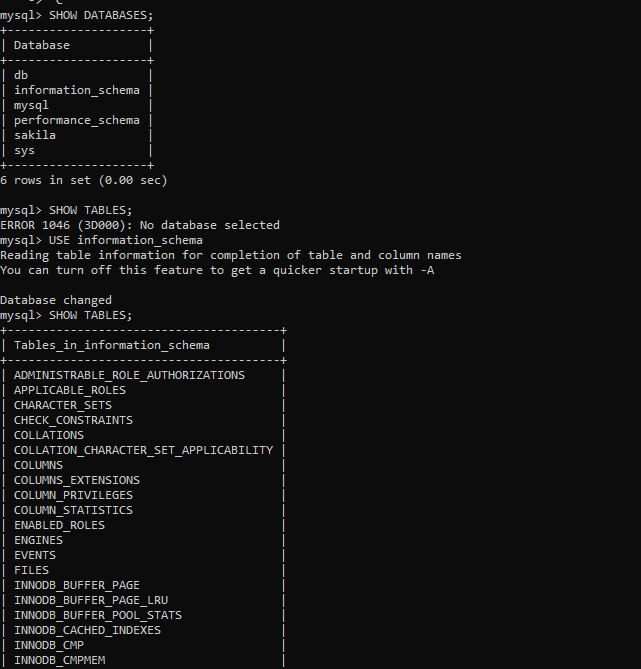 mysql> SHOW DATABASES;
+--------------------+
| Database           |
+--------------------+
| db                 |
| information_schema |
| mysql              |
| performance_schema |
| sakila             |
| sys                |
+--------------------+
6 rows in set (0.00 sec)
mysql> SHOW TABLES;
ERROR 1046 (3D000): No database selected
mysql> USE information_schema
Reading table information for completion of table and column names
You can turn off this feature to get a quicker startup with -A
Database changed
mysql> SHOW TABLES;
+---------------------------------------+
| Tables_in_information_schema          |
+---------------------------------------+
| ADMINISTRABLE_ROLE_AUTHORIZATIONS     |
| APPLICABLE_ROLES                      |
| CHARACTER_SETS                        |
| CHECK_CONSTRAINTS                     |
| COLLATIONS                            |
| COLLATION_CHARACTER_SET_APPLICABILITY |
| COLUMNS                               |
| COLUMNS_EXTENSIONS                    |
| COLUMN_PRIVILEGES                     |
| COLUMN_STATISTICS                     |
| ENABLED_ROLES                         |
| ENGINES                               |
| EVENTS                                |
| FILES                                 |
| INNODB_BUFFER_PAGE                    |
| INNODB_BUFFER_PAGE_LRU                |
| INNODB_BUFFER_POOL_STATS              |
| INNODB_CACHED_INDEXES                 |
| INNODB_CMP                            |
| INNODB_CMPMEM                         |